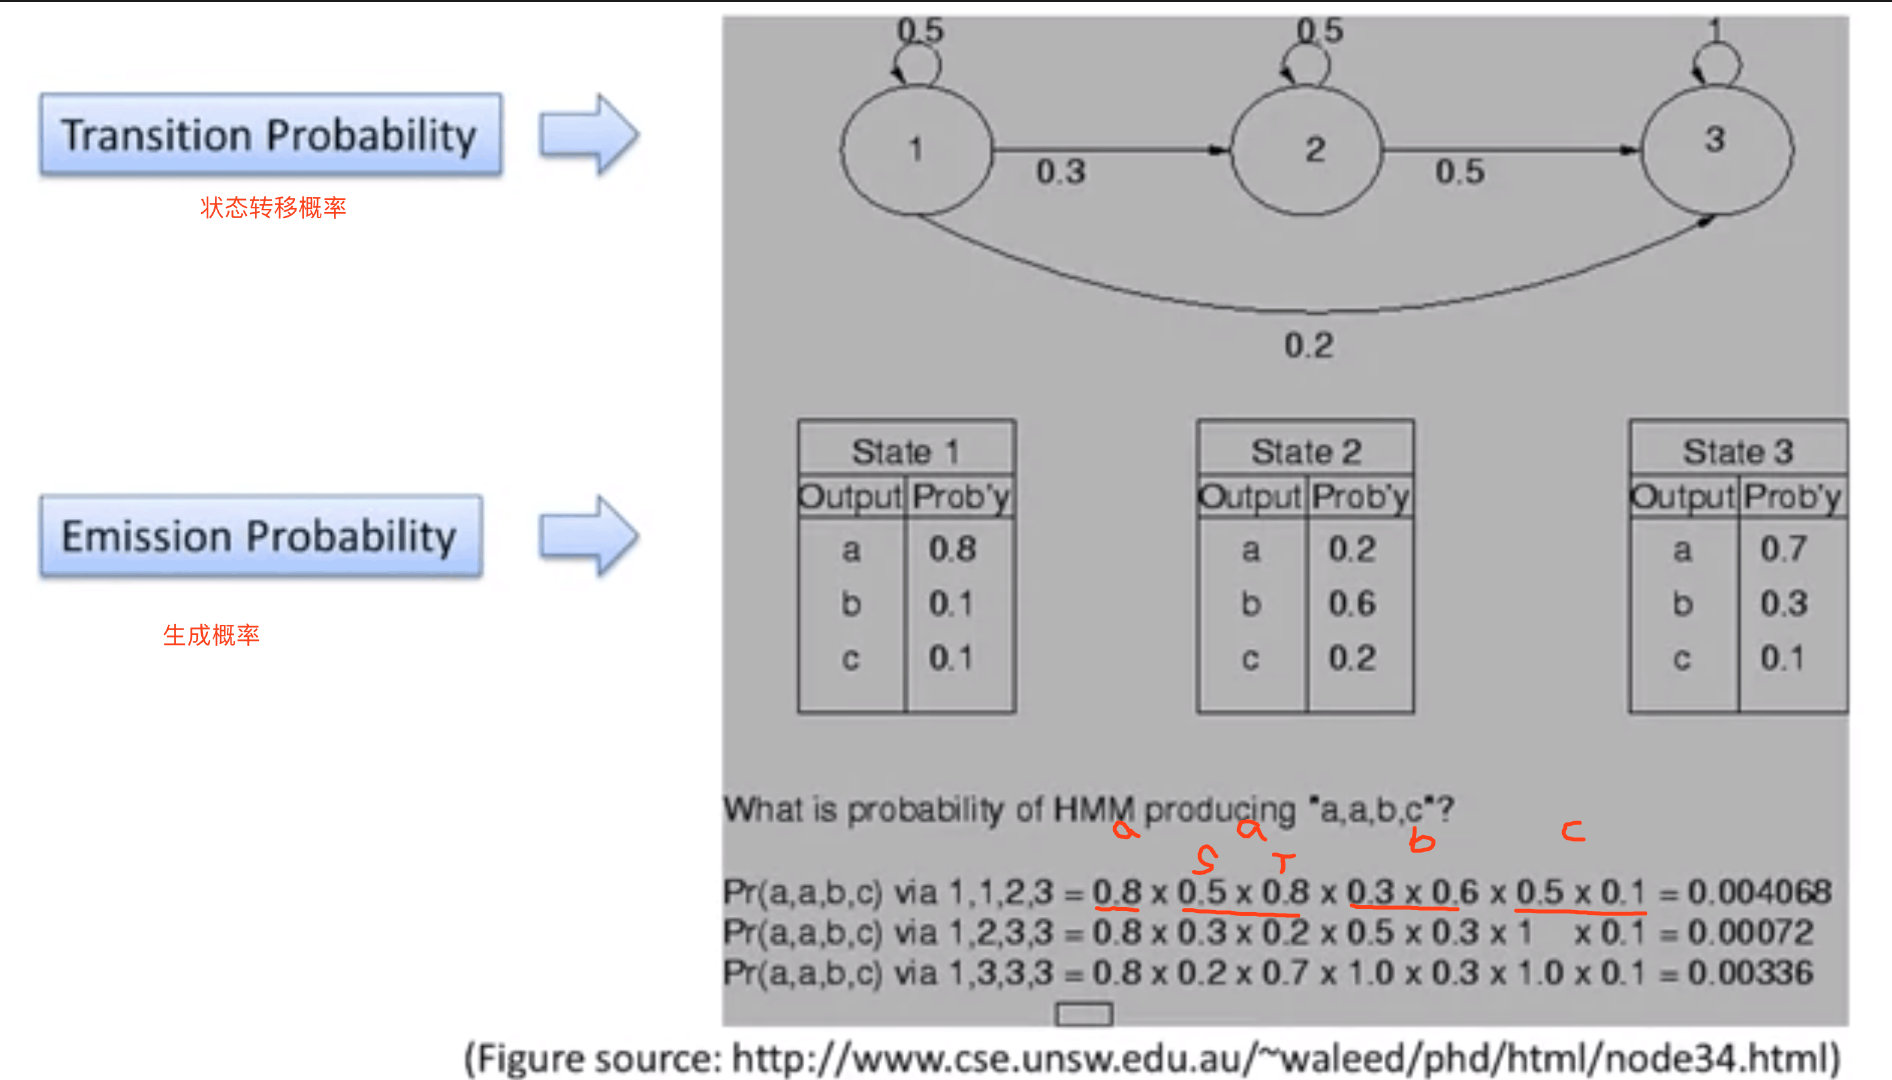 0.5 0.5 1
Transition Probability
1 2 3
0.3 0.5
状态转移概率
0.2
State 1 State 2 State 3
Output Prob'y Output Prob'y Output Prob'y
Emission Probability
a 0.8 a 0.2 a 0.7
b 0.1 b 0.6 b 0.3
生成概率
c 0.1 c 0.2 c 0.1
What is probability of HMM producing "a,a,b,c"?
a a b c
S T
Pr(a,a,b,c) via 1,1,2,3 = 0.8 x 0.5 x 0.8 x 0.3 x 0.6 x 0.5 x 0.1 = 0.004068
Pr(a,a,b,c) via 1,2,3,3 = 0.8 x 0.3 x 0.2 x 0.5 x 0.3 x 1 x 0.1 = 0.00072
Pr(a,a,b,c) via 1,3,3,3 = 0.8 x 0.2 x 0.7 x 1.0 x 0.3 x 1.0 x 0.1 = 0.00336
(Figure source: http://www.cse.unsw.edu.au/~waleed/phd/html/node34.html)